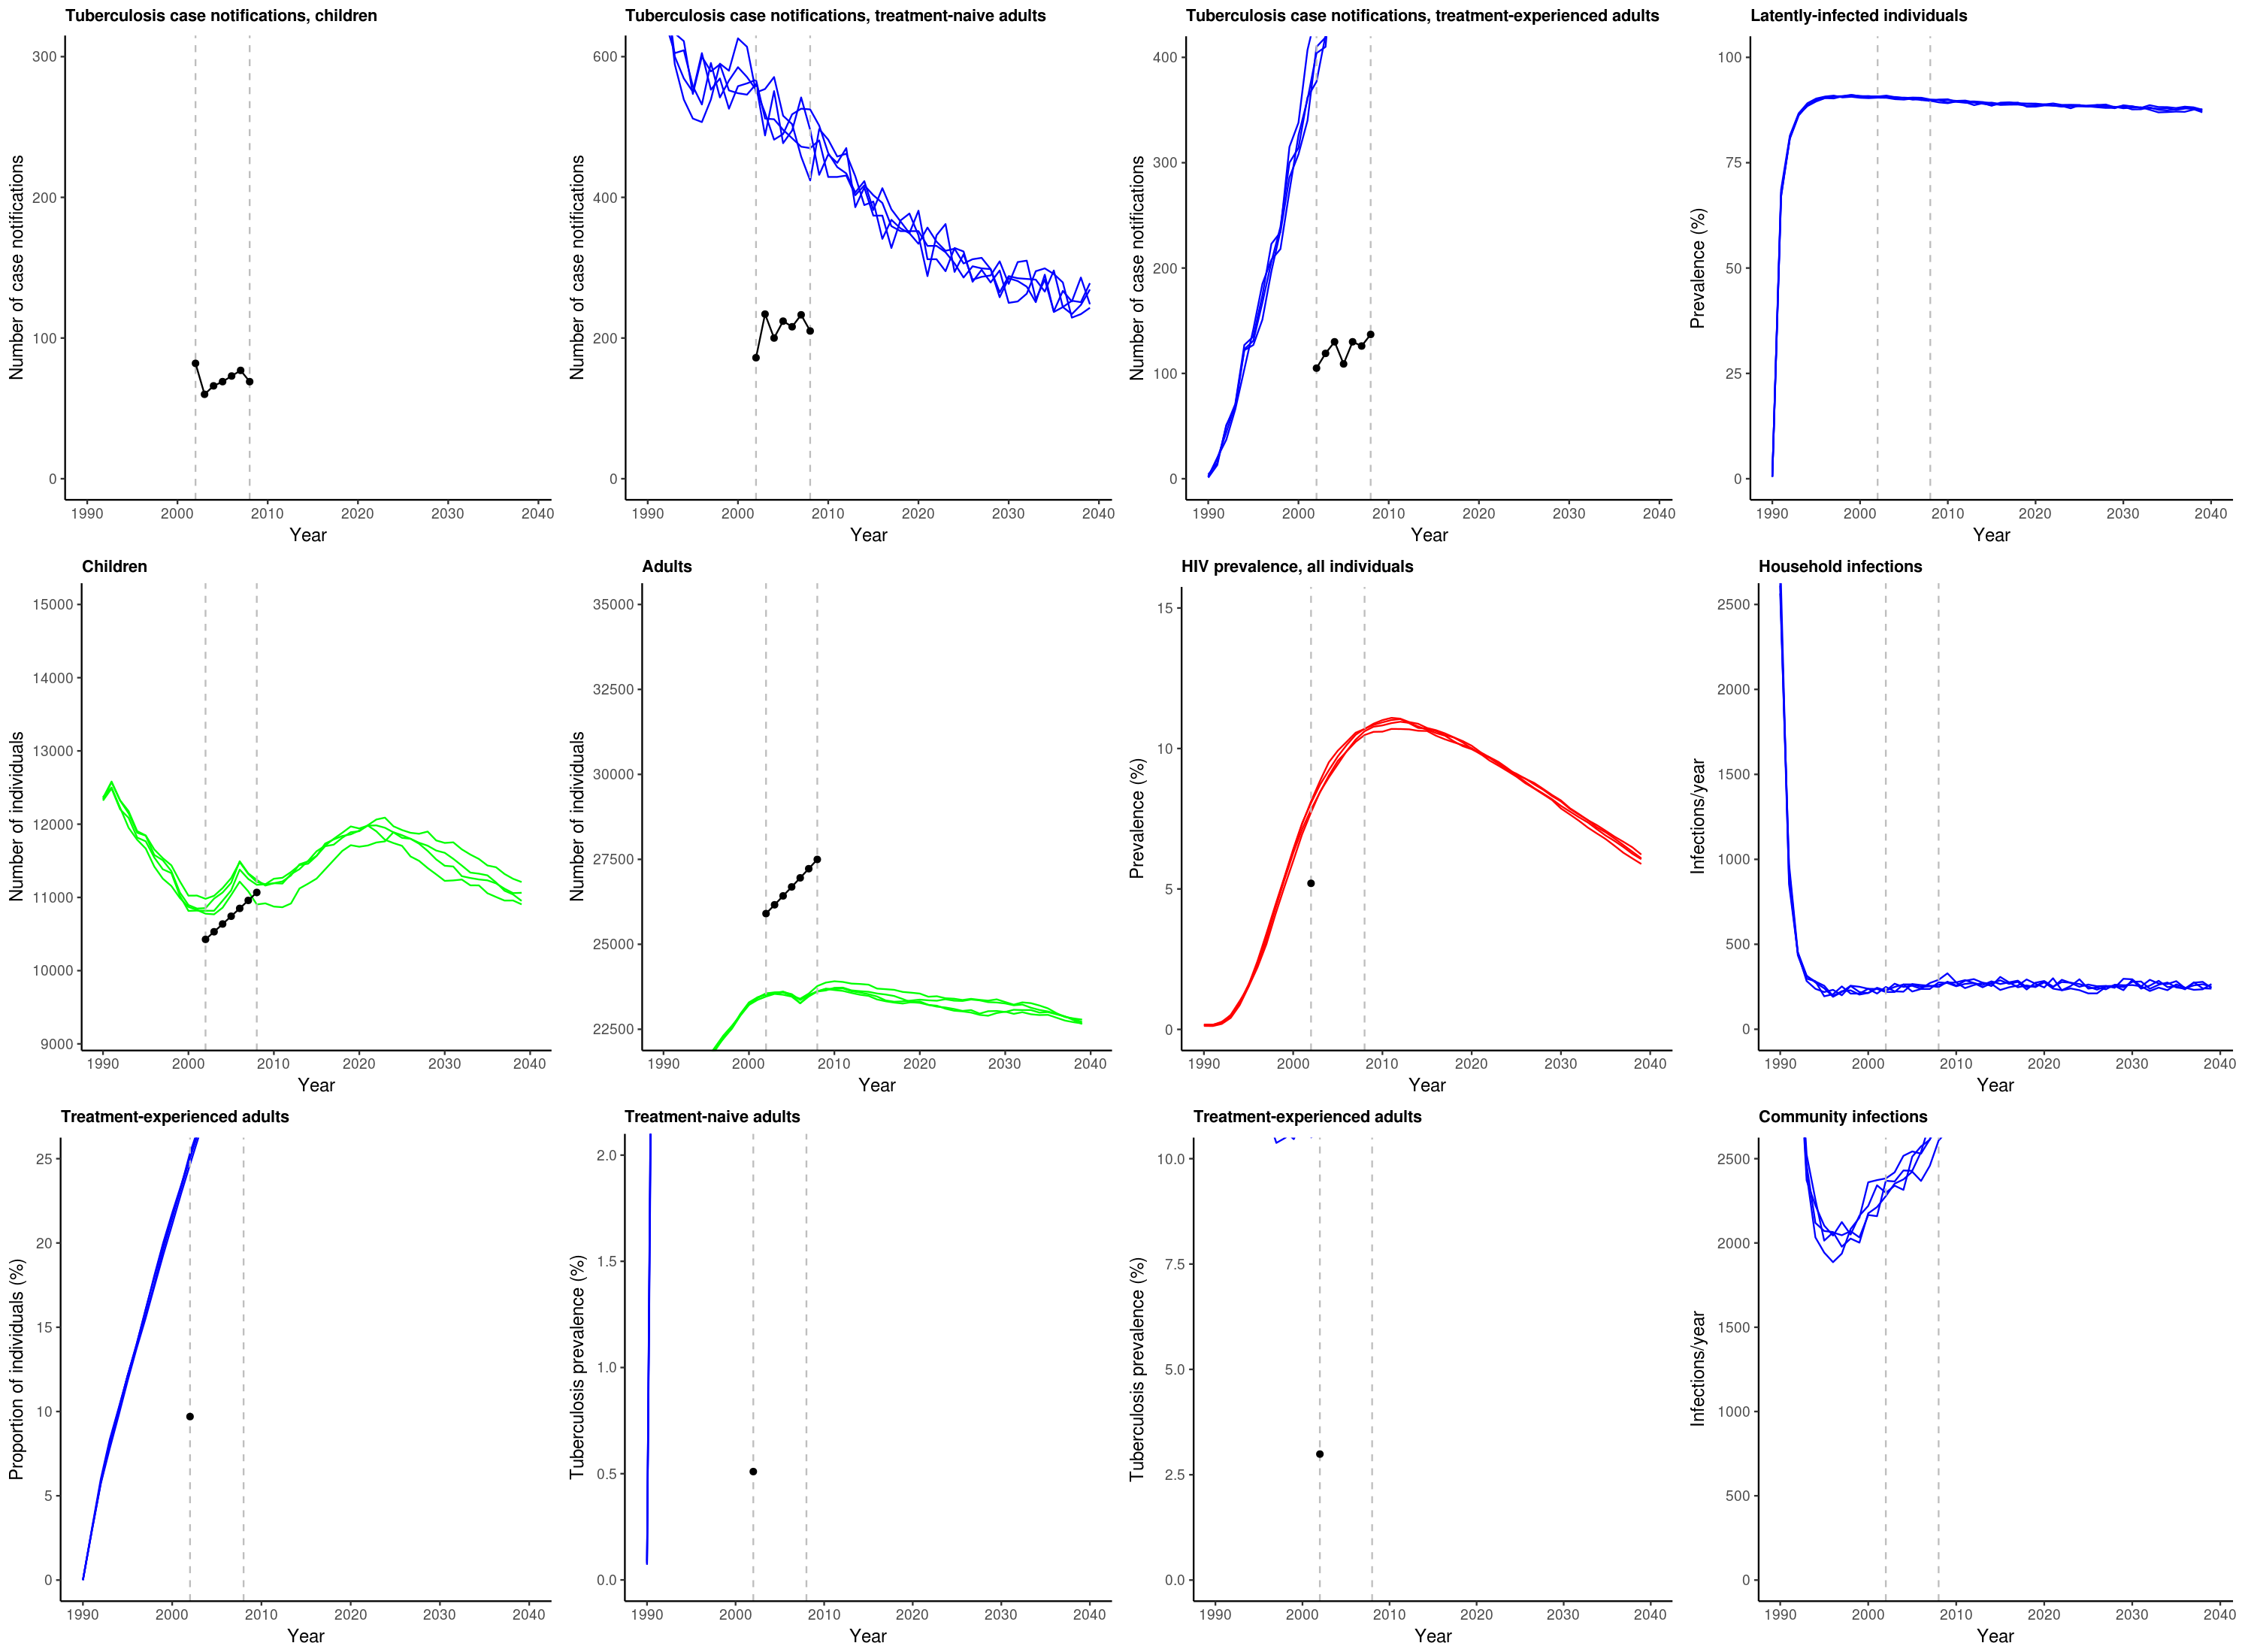 Tuberculosis case notifications, children
Tuberculosis case notifications, treatment-naive adults
Tuberculosis case notifications, treatment-experienced adults
Latently-infected individuals
Number of case notifications
300
200
100
0
1990 2000 2010 2020 2030 2040
Year
Number of case notifications
600
400
200
0
1990 2000 2010 2020 2030 2040
Year
Number of case notifications
400
300
200
100
0
1990 2000 2010 2020 2030 2040
Year
Prevalence (%)
100
75
50
25
0
1990 2000 2010 2020 2030 2040
Year
Children
Adults
HIV prevalence, all individuals
Household infections
Number of individuals
15000
14000
13000
12000
11000
10000
9000
1990 2000 2010 2020 2030 2040
Year
Number of individuals
35000
32500
30000
27500
25000
22500
1990 2000 2010 2020 2030 2040
Year
Prevalence (%)
15
10
5
0
1990 2000 2010 2020 2030 2040
Year
Infections/year
2500
2000
1500
1000
500
0
1990 2000 2010 2020 2030 2040
Year
Treatment-experienced adults
Treatment-naive adults
Treatment-experienced adults
Community infections
Proportion of individuals (%)
25
20
15
10
5
0
1990 2000 2010 2020 2030 2040
Year
Tuberculosis prevalence (%)
2.0
1.5
1.0
0.5
0.0
1990 2000 2010 2020 2030 2040
Year
Tuberculosis prevalence (%)
10.0
7.5
5.0
2.5
0.0
1990 2000 2010 2020 2030 2040
Year
Infections/year
2500
2000
1500
1000
500
0
1990 2000 2010 2020 2030 2040
Year